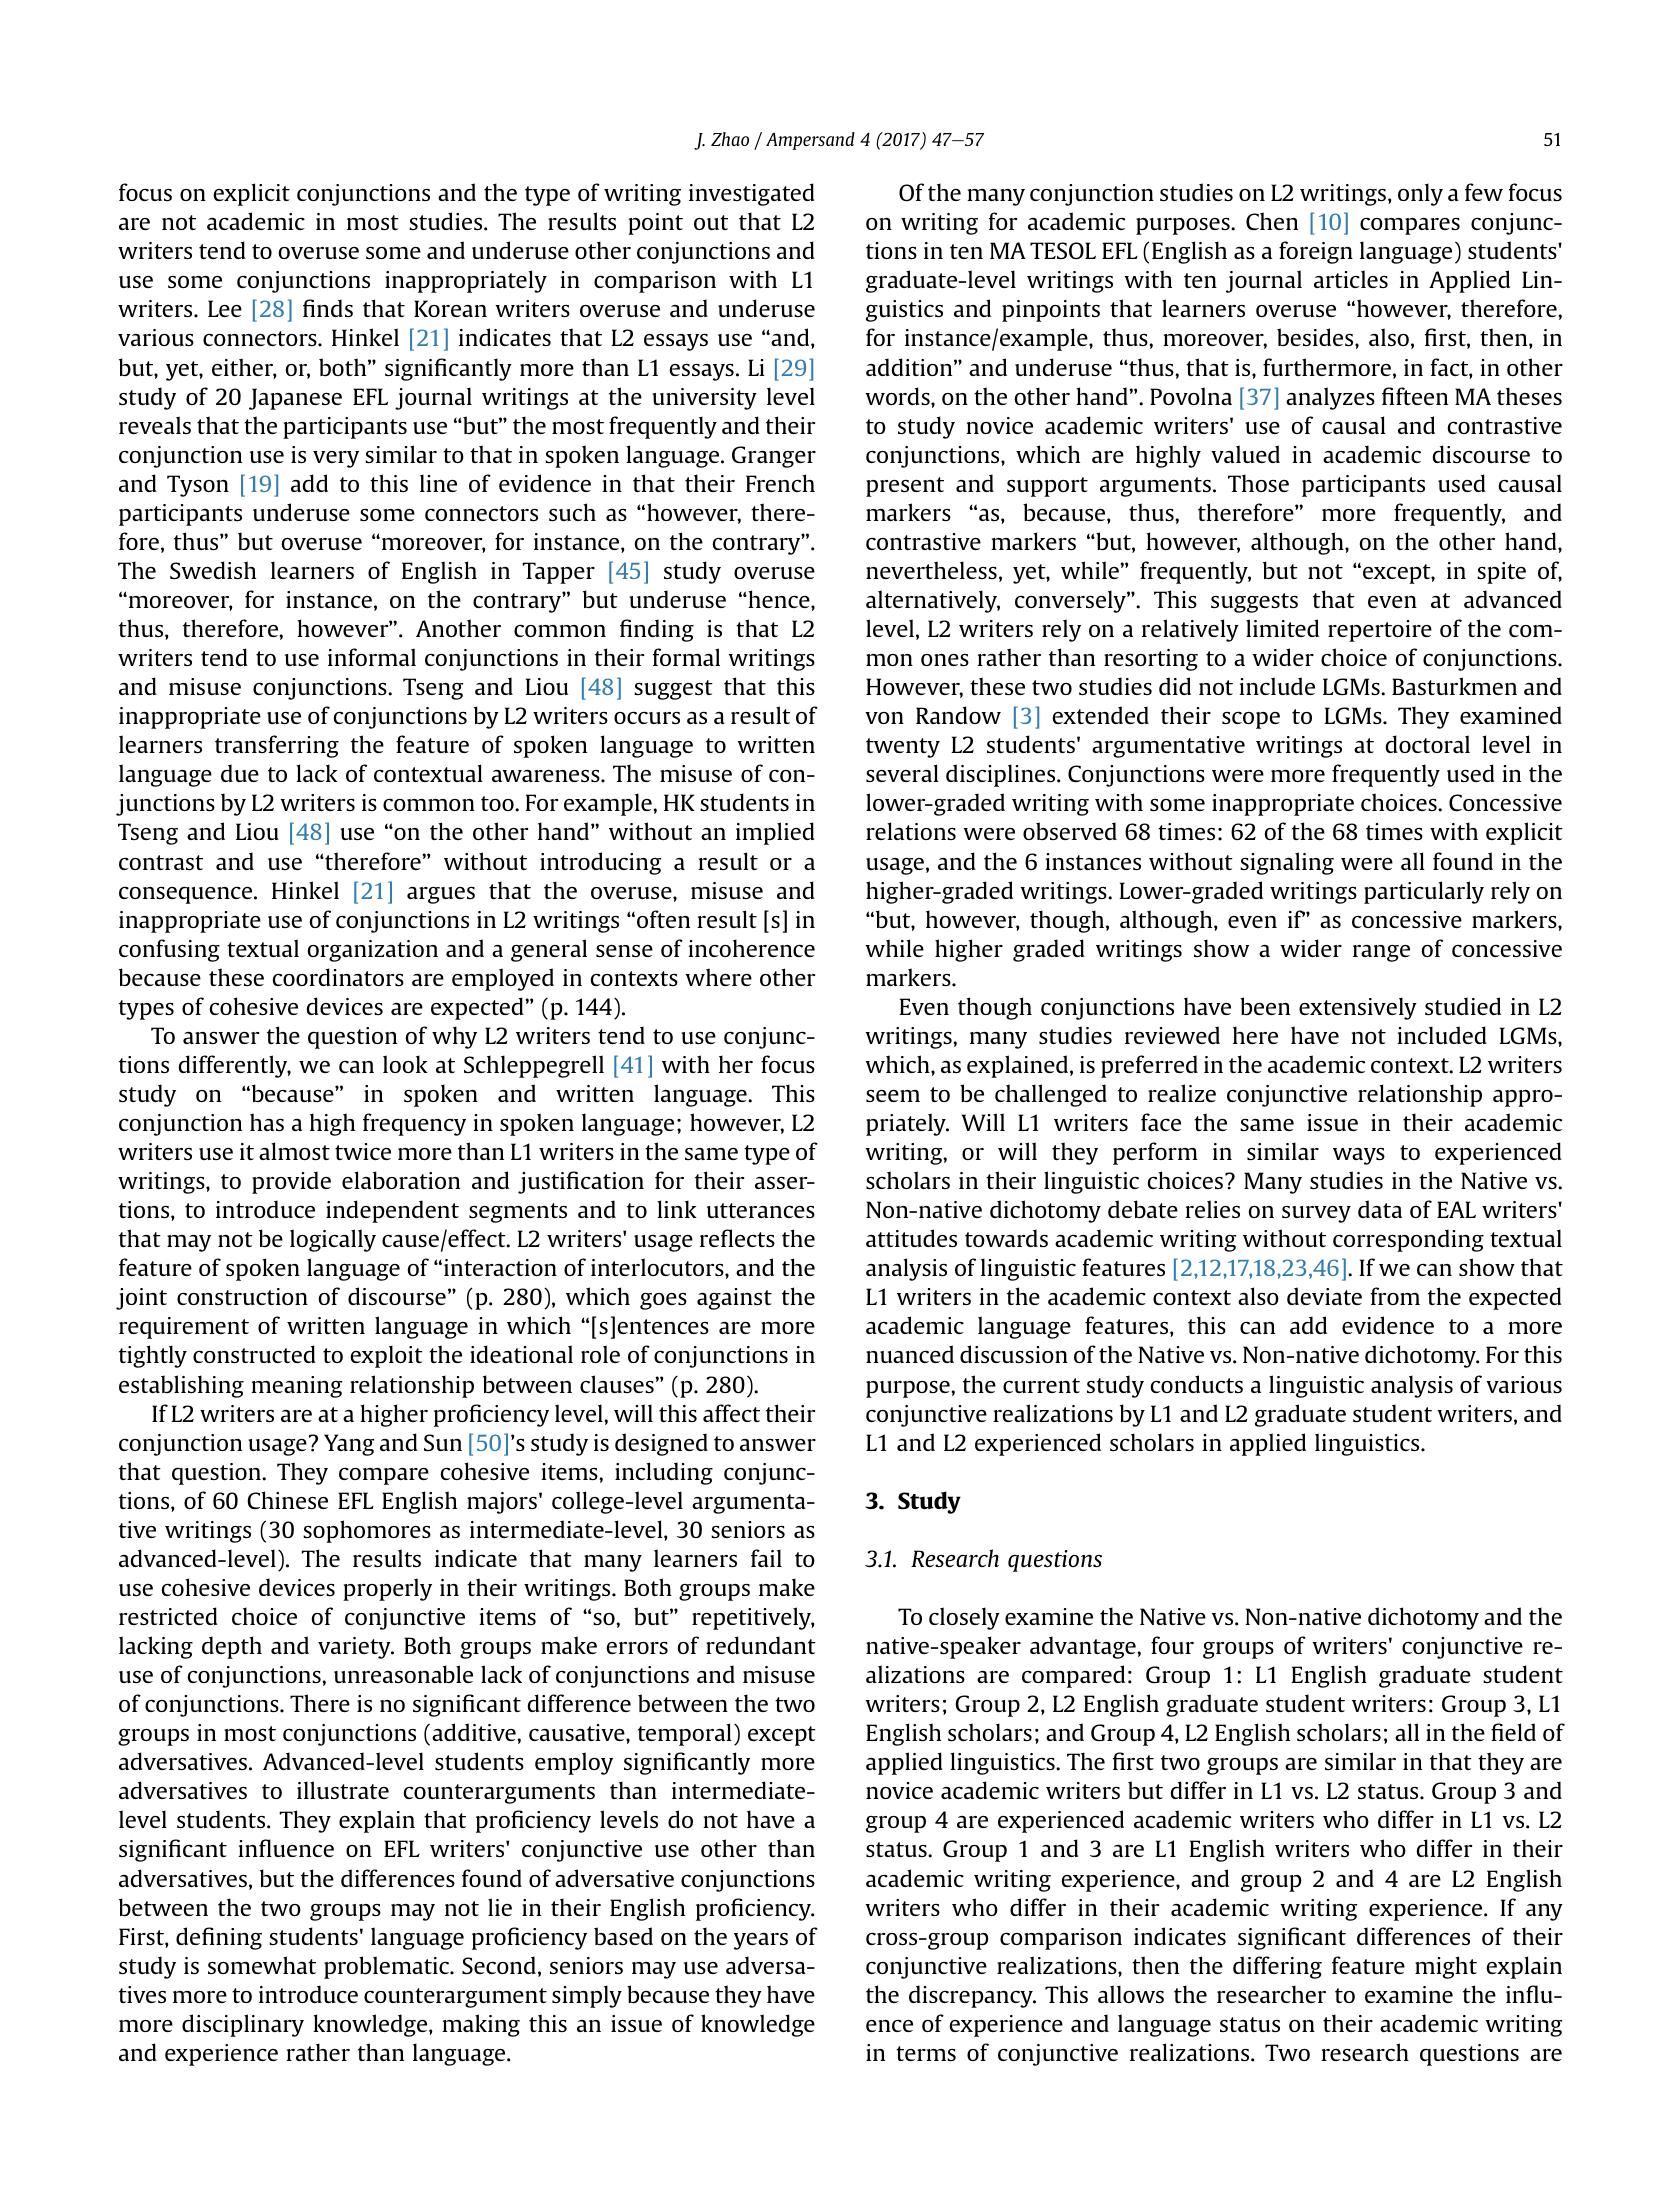 J. Zhao / Ampersand 4 (2017) 47–57
51
focus on explicit conjunctions and the type of writing investigated
are not academic in most studies. The results point out that L2
writers tend to overuse some and underuse other conjunctions and
use some conjunctions inappropriately in comparison with L1
writers. Lee [28] finds that Korean writers overuse and underuse
various connectors. Hinkel [21] indicates that L2 essays use “and,
but, yet, either, or, both” significantly more than L1 essays. Li [29]
study of 20 Japanese EFL journal writings at the university level
reveals that the participants use “but” the most frequently and their
conjunction use is very similar to that in spoken language. Granger
and Tyson [19] add to this line of evidence in that their French
participants underuse some connectors such as “however, there-
fore, thus” but overuse “moreover, for instance, on the contrary”.
The Swedish learners of English in Tapper [45] study overuse
“moreover, for instance, on the contrary” but underuse “hence,
thus, therefore, however”. Another common finding is that L2
writers tend to use informal conjunctions in their formal writings
and misuse conjunctions. Tseng and Liou [48] suggest that this
inappropriate use of conjunctions by L2 writers occurs as a result of
learners transferring the feature of spoken language to written
language due to lack of contextual awareness. The misuse of con-
junctions by L2 writers is common too. For example, HK students in
Tseng and Liou [48] use “on the other hand” without an implied
contrast and use “therefore” without introducing a result or a
consequence. Hinkel [21] argues that the overuse, misuse and
inappropriate use of conjunctions in L2 writings “often result [s] in
confusing textual organization and a general sense of incoherence
because these coordinators are employed in contexts where other
types of cohesive devices are expected” (p. 144).
To answer the question of why L2 writers tend to use conjunc-
tions differently, we can look at Schleppegrell [41] with her focus
study on “because” in spoken and written language. This
conjunction has a high frequency in spoken language; however, L2
writers use it almost twice more than L1 writers in the same type of
writings, to provide elaboration and justification for their asser-
tions, to introduce independent segments and to link utterances
that may not be logically cause/effect. L2 writers' usage reflects the
feature of spoken language of “interaction of interlocutors, and the
joint construction of discourse” (p. 280), which goes against the
requirement of written language in which “[s]entences are more
tightly constructed to exploit the ideational role of conjunctions in
establishing meaning relationship between clauses” (p. 280).
If L2 writers are at a higher proficiency level, will this affect their
conjunction usage? Yang and Sun [50]’s study is designed to answer
that question. They compare cohesive items, including conjunc-
tions, of 60 Chinese EFL English majors' college-level argumenta-
tive writings (30 sophomores as intermediate-level, 30 seniors as
advanced-level). The results indicate that many learners fail to
use cohesive devices properly in their writings. Both groups make
restricted choice of conjunctive items of “so, but” repetitively,
lacking depth and variety. Both groups make errors of redundant
use of conjunctions, unreasonable lack of conjunctions and misuse
of conjunctions. There is no significant difference between the two
groups in most conjunctions (additive, causative, temporal) except
adversatives. Advanced-level students employ significantly more
adversatives to illustrate counterarguments than intermediate-
level students. They explain that proficiency levels do not have a
significant influence on EFL writers' conjunctive use other than
adversatives, but the differences found of adversative conjunctions
between the two groups may not lie in their English proficiency.
First, defining students' language proficiency based on the years of
study is somewhat problematic. Second, seniors may use adversa-
tives more to introduce counterargument simply because they have
more disciplinary knowledge, making this an issue of knowledge
and experience rather than language.
Of the many conjunction studies on L2 writings, only a few focus
on writing for academic purposes. Chen [10] compares conjunc-
tions in ten MA TESOL EFL (English as a foreign language) students'
graduate-level writings with ten journal articles in Applied Lin-
guistics and pinpoints that learners overuse “however, therefore,
for instance/example, thus, moreover, besides, also, first, then, in
addition” and underuse “thus, that is, furthermore, in fact, in other
words, on the other hand”. Povolna [37] analyzes fifteen MA theses
to study novice academic writers' use of causal and contrastive
conjunctions, which are highly valued in academic discourse to
present and support arguments. Those participants used causal
markers “as, because, thus, therefore” more frequently, and
contrastive markers “but, however, although, on the other hand,
nevertheless, yet, while” frequently, but not “except, in spite of,
alternatively, conversely”. This suggests that even at advanced
level, L2 writers rely on a relatively limited repertoire of the com-
mon ones rather than resorting to a wider choice of conjunctions.
However, these two studies did not include LGMs. Basturkmen and
von Randow [3] extended their scope to LGMs. They examined
twenty L2 students' argumentative writings at doctoral level in
several disciplines. Conjunctions were more frequently used in the
lower-graded writing with some inappropriate choices. Concessive
relations were observed 68 times: 62 of the 68 times with explicit
usage, and the 6 instances without signaling were all found in the
higher-graded writings. Lower-graded writings particularly rely on
“but, however, though, although, even if” as concessive markers,
while higher graded writings show a wider range of concessive
markers.
Even though conjunctions have been extensively studied in L2
writings, many studies reviewed here have not included LGMs,
which, as explained, is preferred in the academic context. L2 writers
seem to be challenged to realize conjunctive relationship appro-
priately. Will L1 writers face the same issue in their academic
writing, or will they perform in similar ways to experienced
scholars in their linguistic choices? Many studies in the Native vs.
Non-native dichotomy debate relies on survey data of EAL writers'
attitudes towards academic writing without corresponding textual
analysis of linguistic features [2,12,17,18,23,46]. If we can show that
L1 writers in the academic context also deviate from the expected
academic language features, this can add evidence to a more
nuanced discussion of the Native vs. Non-native dichotomy. For this
purpose, the current study conducts a linguistic analysis of various
conjunctive realizations by L1 and L2 graduate student writers, and
L1 and L2 experienced scholars in applied linguistics.
3. Study
3.1. Research questions
To closely examine the Native vs. Non-native dichotomy and the
native-speaker advantage, four groups of writers' conjunctive re-
alizations are compared: Group 1: L1 English graduate student
writers; Group 2, L2 English graduate student writers: Group 3, L1
English scholars; and Group 4, L2 English scholars; all in the field of
applied linguistics. The first two groups are similar in that they are
novice academic writers but differ in L1 vs. L2 status. Group 3 and
group 4 are experienced academic writers who differ in L1 vs. L2
status. Group 1 and 3 are L1 English writers who differ in their
academic writing experience, and group 2 and 4 are L2 English
writers who differ in their academic writing experience. If any
cross-group comparison indicates significant differences of their
conjunctive realizations, then the differing feature might explain
the discrepancy. This allows the researcher to examine the influ-
ence of experience and language status on their academic writing
in terms of conjunctive realizations. Two research questions are